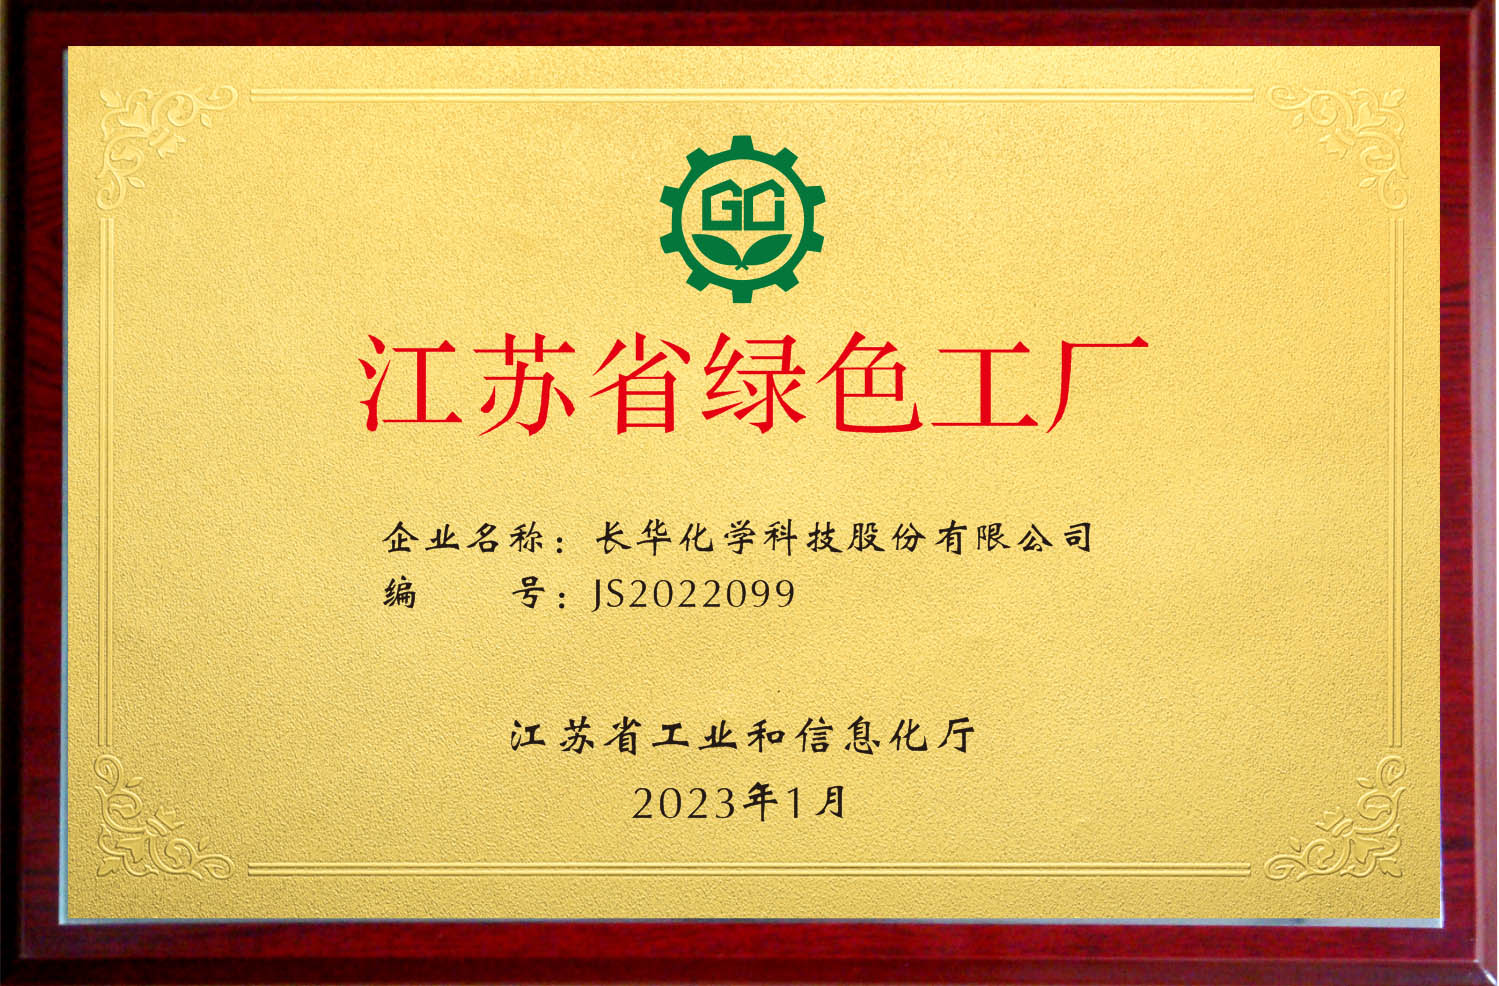 GC
江苏省绿色工厂
企业名称：长华化学科技股份有限公司
编 号：JS2022099
江苏省工业和信息化厅
2023年1月